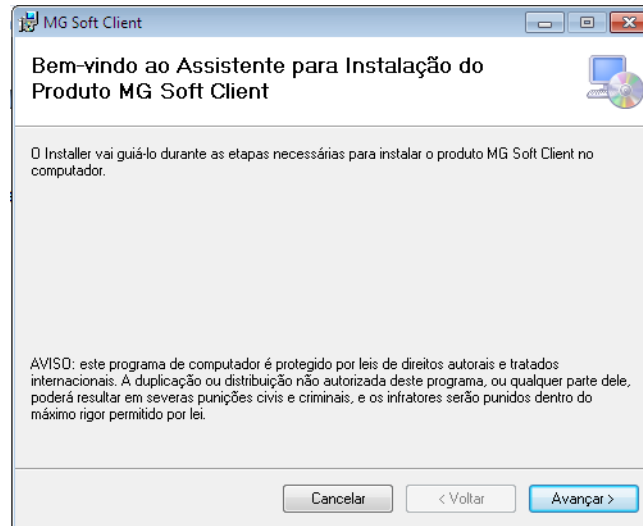 MG Soft Client
Bem-vindo ao Assistente para Instalação do
Produto MG Soft Client
O Installer vai guiá-lo durante as etapas necessárias para instalar o produto MG Soft Client no
computador.
AVISO: este programa de computador é protegido por leis de direitos autorais e tratados
internacionais. A duplicação ou distribuição não autorizada deste programa, ou qualquer parte dele,
poderá resultar em severas punições civis e criminais, e os infratores serão punidos dentro do
máximo rigor permitido por lei.
Cancelar
< Voltar
Avançar >